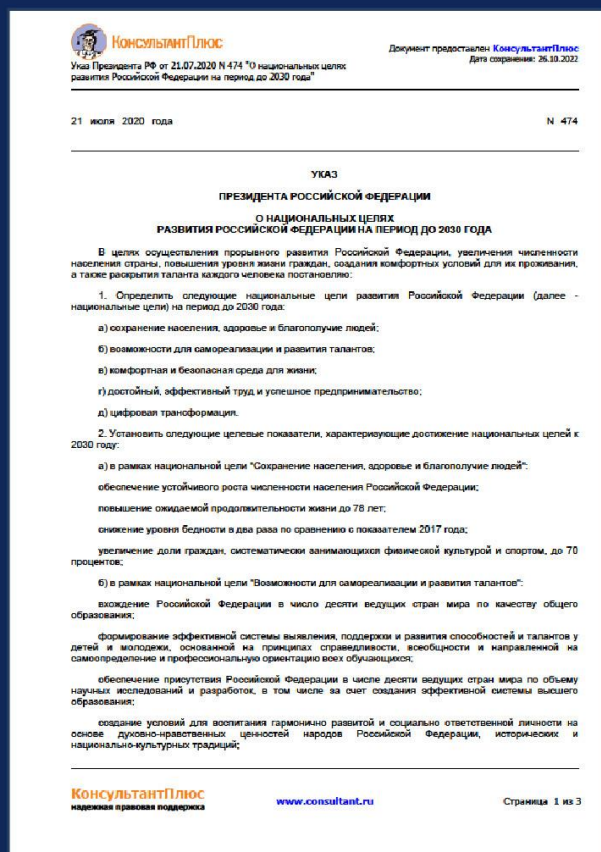 КонсультантПлюс
Указ Президента РФ от 21.07.2020 N 474 "О национальных целях
развития Российской Федерации на период до 2030 года"
Документ предоставлен КонсультантПлюс
Дата сохранения: 26.10.2022
21 июля 2020 года N 474
УКАЗ
ПРЕЗИДЕНТА РОССИЙСКОЙ ФЕДЕРАЦИИ
О НАЦИОНАЛЬНЫХ ЦЕЛЯХ
РАЗВИТИЯ РОССИЙСКОЙ ФЕДЕРАЦИИ НА ПЕРИОД ДО 2030 ГОДА
В целях осуществления прорывного развития Российской Федерации, увеличения численности
населения страны, повышения уровня жизни граждан, создания комфортных условий для их проживания,
а также раскрытия таланта каждого человека постановляю:
1. Определить следующие национальные цели развития Российской Федерации (далее -
национальные цели) на период до 2030 года:
а) сохранение населения, здоровье и благополучие людей;
б) возможности для самореализации и развития талантов;
в) комфортная и безопасная среда для жизни;
г) достойный, эффективный труд и успешное предпринимательство;
д) цифровая трансформация.
2. Установить следующие целевые показатели, характеризующие достижение национальных целей к
2030 году:
а) в рамках национальной цели "Сохранение населения, здоровье и благополучие людей":
обеспечение устойчивого роста численности населения Российской Федерации;
повышение ожидаемой продолжительности жизни до 78 лет;
снижение уровня бедности в два раза по сравнению с показателем 2017 года;
увеличение доли граждан, систематически занимающихся физической культурой и спортом, до 70
процентов;
б) в рамках национальной цели "Возможности для самореализации и развития талантов":
вхождение Российской Федерации в число десяти ведущих стран мира по качеству общего
образования;
формирование эффективной системы выявления, поддержки и развития способностей и талантов у
детей и молодежи, основанной на принципах справедливости, всеобщности и направленной на
самоопределение и профессиональную ориентацию всех обучающихся;
обеспечение присутствия Российской Федерации в числе десяти ведущих стран мира по объему
научных исследований и разработок, в том числе за счет создания эффективной системы высшего
образования;
создание условий для воспитания гармонично развитой и социально ответственной личности на
основе духовно-нравственных ценностей народов Российской Федерации, исторических и
национально-культурных традиций;
КонсультантПлюс
надежная правовая поддержка
www.consultant.ru
Страница 1 из 3